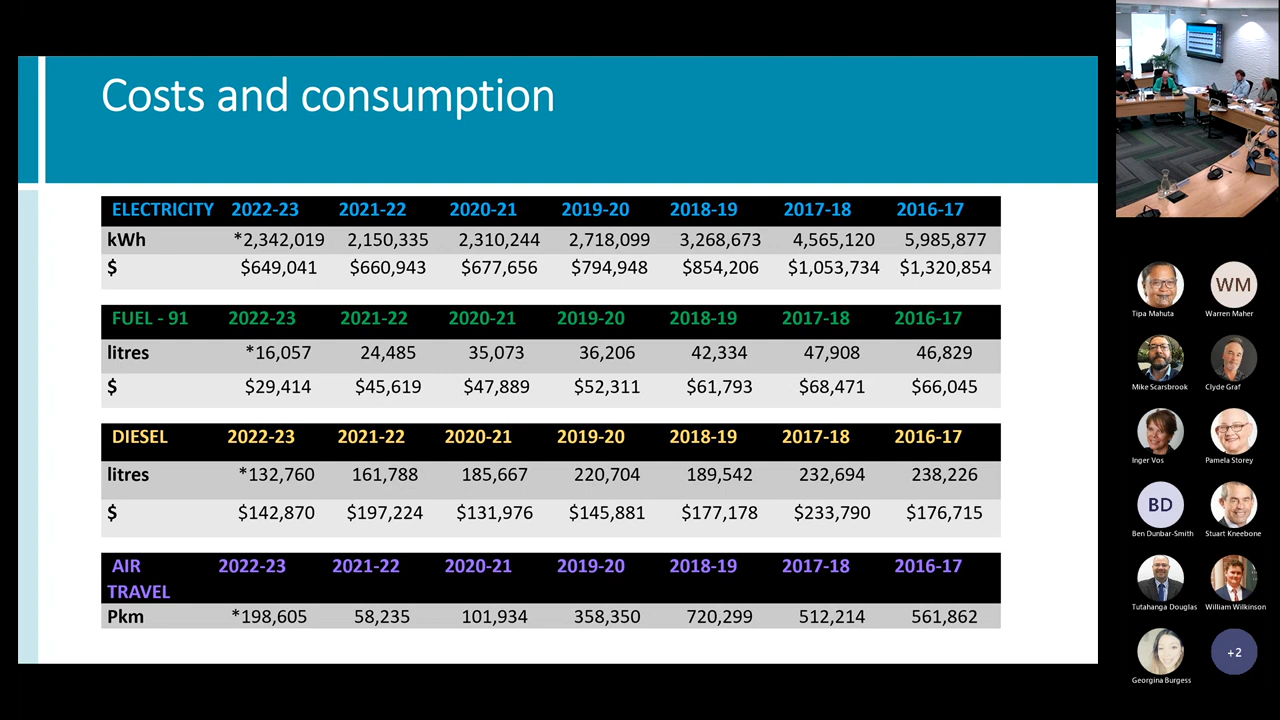 Costs and consumption
ELECTRICITY 2022-23 2021-22 2020-21 2019-20 2018-19 2017-18 2016-17
kWh *2,342,019 2,150,335 2,310,244 2,718,099 3,268,673 4,565,120 5,985,877
$ $649,041 $660,943 $677,656 $794,948 $854,206 $1,053,734 $1,320,854
FUEL - 91 2022-23 2021-22 2020-21 2019-20 2018-19 2017-18 2016-17
litres *16,057 24,485 35,073 36,206 42,334 47,908 46,829
$ $29,414 $45,619 $47,889 $52,311 $61,793 $68,471 $66,045
DIESEL 2022-23 2021-22 2020-21 2019-20 2018-19 2017-18 2016-17
litres *132,760 161,788 185,667 220,704 189,542 232,694 238,226
$ $142,870 $197,224 $131,976 $145,881 $177,178 $233,790 $176,715
AIR 2022-23 2021-22 2020-21 2019-20 2018-19 2017-18 2016-17
TRAVEL
Pkm *198,605 58,235 101,934 358,350 720,299 512,214 561,862
WM
Tipa Mahuta Warren Maher
Mike Scarsbrook Clyde Graf
Inger Vos Pamela Storey
BD
Ben Dunbar-Smith Stuart Kneebone
Tutahanga Douglas William Wilkinson
+2
Georgina Burgess